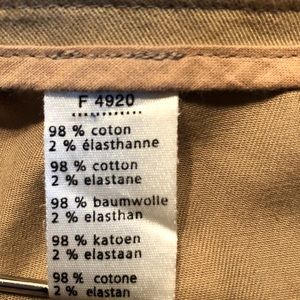 F 4920
98 % coton
2 % élasthanne
98 % cotton
2 % elastane
98 % baumwolle
2 % elasthan
98 % katoen
2 % elastaan
98 % cotone
2 % elastan